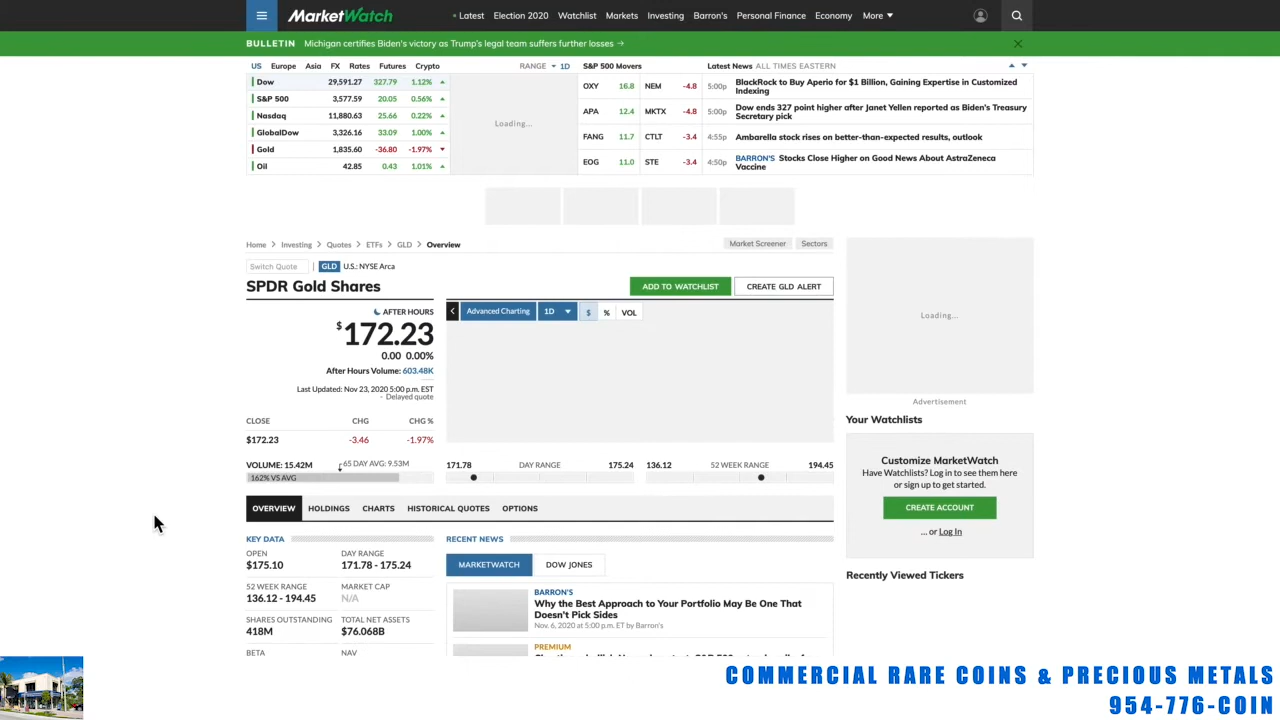 MarketWatch
Latest Election 2020 Watchlist Markets Investing Barron's Personal Finance Economy More
BULLETIN Michigan certifies Biden's victory as Trump's legal team suffers further losses →
US Europe Asia FX Rates Futures Crypto
RANGE 1D
Dow 29,591.27 327.79 1.12%
S&P 500 3,577.59 20.05 0.56%
Nasdaq 11,880.63 25.66 0.22%
GlobalDow 3,326.16 33.09 1.00%
Gold 1,835.60 -36.80 -1.97%
Oil 42.85 0.43 1.01%
Loading...
S&P 500 Movers
OXY 16.8 NEM -4.8
APA 12.4 MKTX -4.8
FANG 11.7 CTLT -3.4
EOG 11.0 STE -3.4
Latest News ALL TIMES EASTERN
5:00p BlackRock to Buy Aperio for $1 Billion, Gaining Expertise in Customized
Indexing
5:00p Dow ends 327 point higher after Janet Yellen reported as Biden's Treasury
Secretary pick
4:55p Ambarella stock rises on better-than-expected results, outlook
4:50p BARRON'S Stocks Close Higher on Good News About AstraZeneca
Vaccine
Home > Investing > Quotes > ETFs > GLD > Overview
Market Screener Sectors
Switch Quote | GLD U.S.: NYSE Arca
SPDR Gold Shares
ADD TO WATCHLIST CREATE GLD ALERT
AFTER HOURS
$172.23
0.00 0.00%
After Hours Volume: 603.48K
Last Updated: Nov 23, 2020 5:00 p.m. EST
- Delayed quote
CLOSE CHG CHG %
$172.23 -3.46 -1.97%
VOLUME: 15.42M 65 DAY AVG: 9.53M
162% VS AVG
Advanced Charting 1D $ % VOL
171.78 DAY RANGE 175.24
136.12 52 WEEK RANGE 194.45
Loading...
Advertisement
Your Watchlists
Customize MarketWatch
Have Watchlists? Log in to see them here
or sign up to get started.
CREATE ACCOUNT
... or Log In
Recently Viewed Tickers
OVERVIEW HOLDINGS CHARTS HISTORICAL QUOTES OPTIONS
KEY DATA
OPEN DAY RANGE
$175.10 171.78 - 175.24
52 WEEK RANGE MARKET CAP
136.12 - 194.45 N/A
SHARES OUTSTANDING TOTAL NET ASSETS
418M $76.068B
BETA NAV
RECENT NEWS
MARKETWATCH DOW JONES
BARRON'S
Why the Best Approach to Your Portfolio May Be One That
Doesn't Pick Sides
Nov. 6, 2020 at 5:00 p.m. ET by Barron's
PREMIUM
COMMERCIAL RARE COINS & PRECIOUS METALS
954-776-COIN